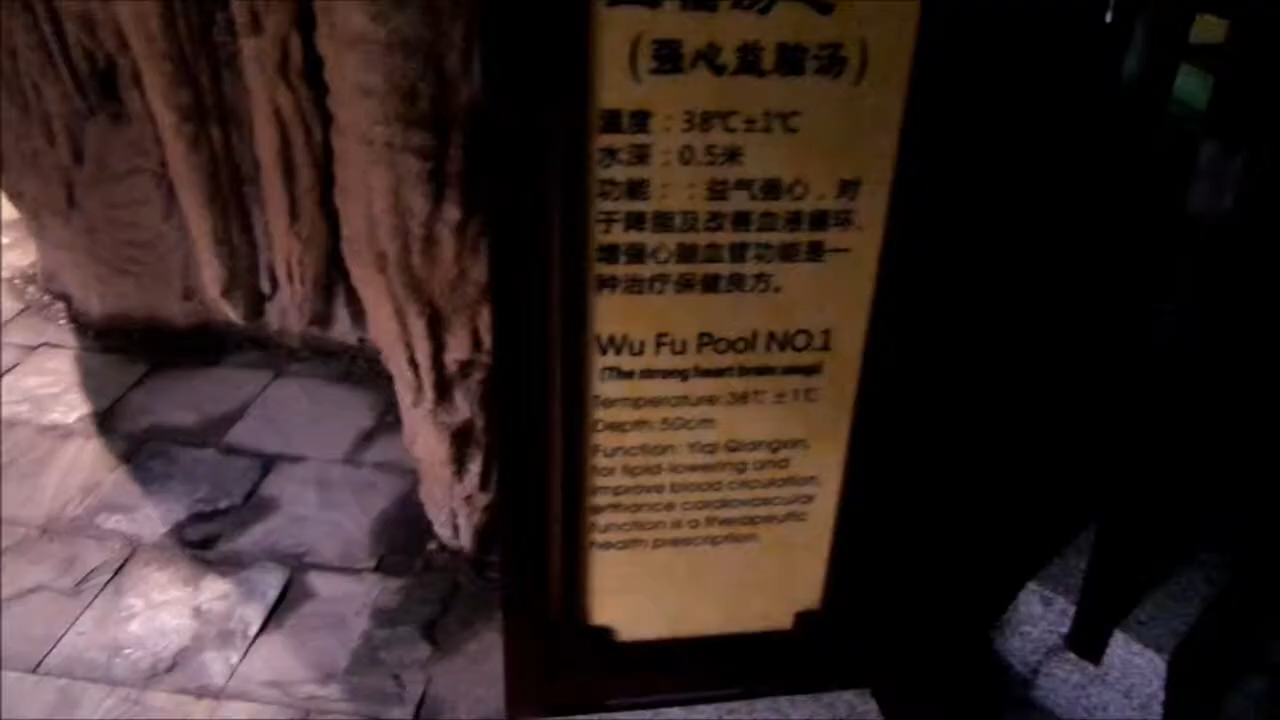 (强心益脑汤)
温度：38℃±1℃
水深：0.5米
功能：：益气强心，对
于降脂及改善血液循环、
增强心脑血管功能是一
种治疗保健良方。
Wu Fu Pool NO.1
(The strong heart brain soup)
Temperature: 38℃±1℃
Depth: 50cm
Function: Yiqi Qiangxin,
for lipid-lowering and
improve blood circulation,
enhance cardiovascular
function is a therapeutic
health prescription.